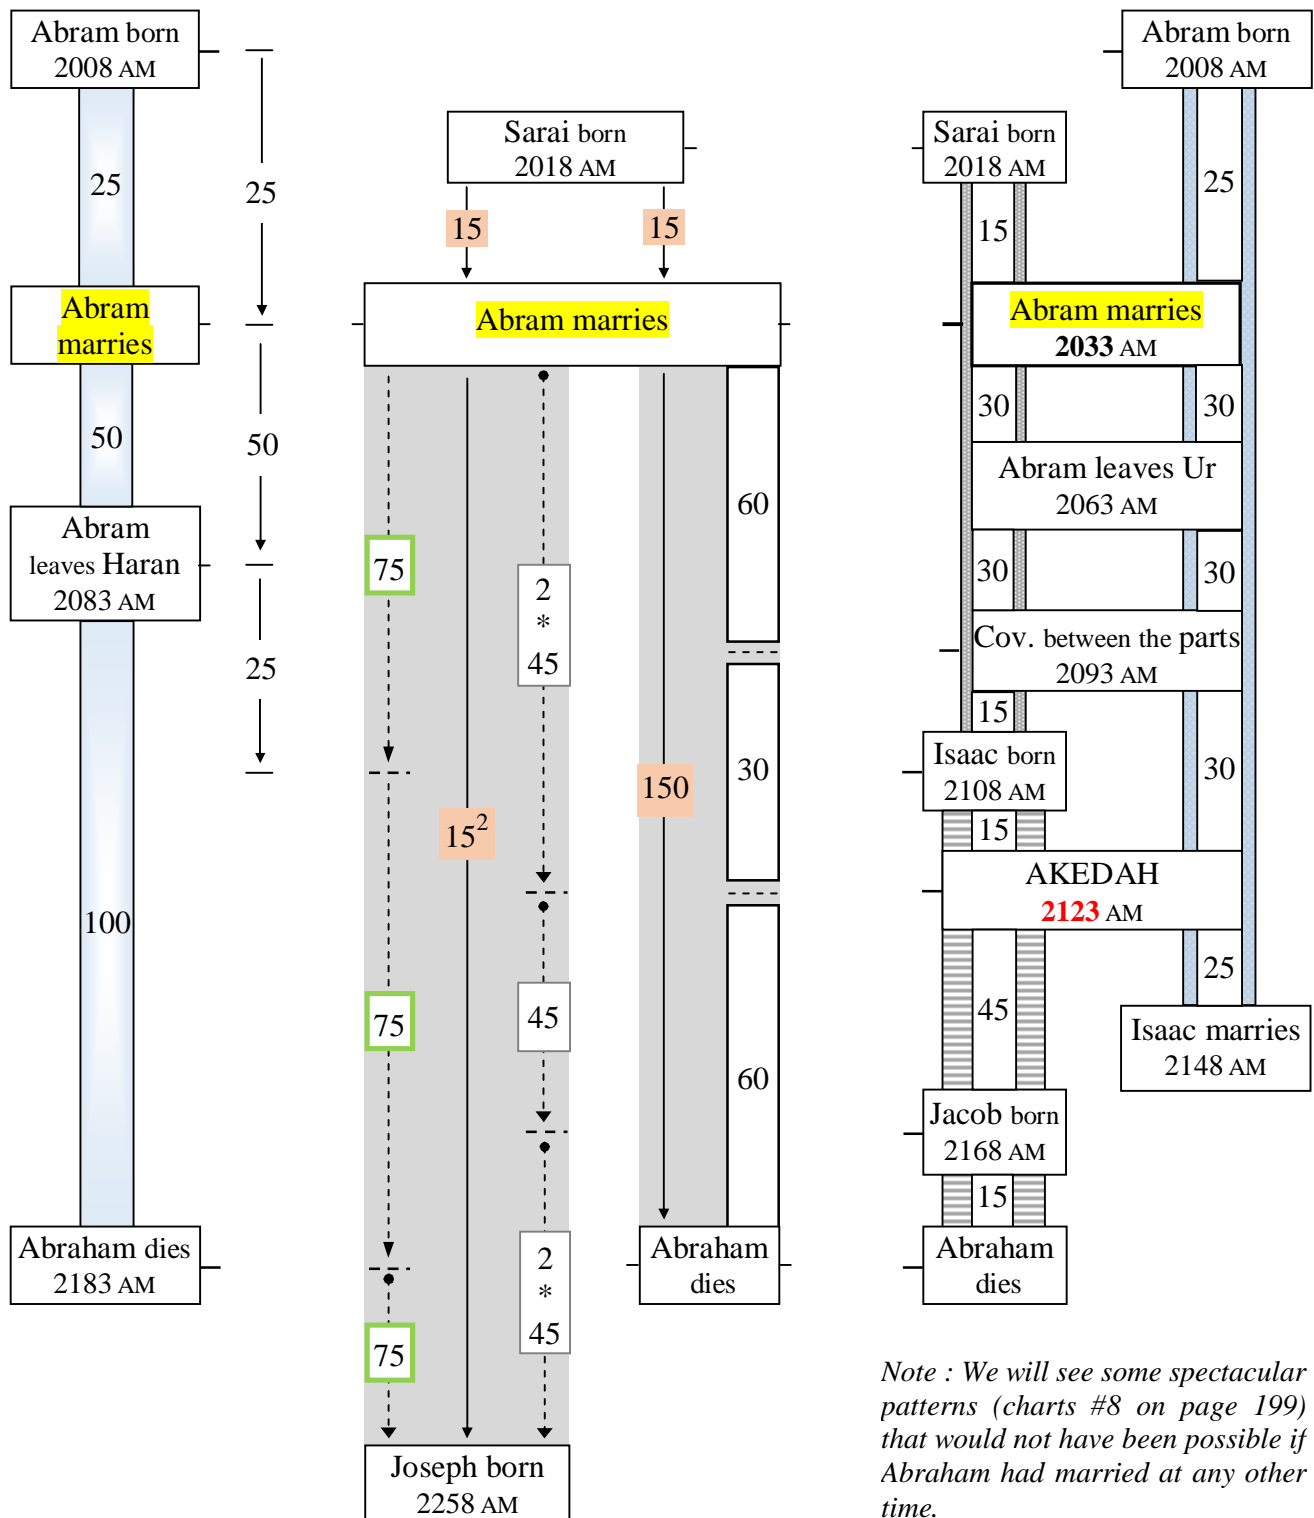 Abram born
2008 AM
25
Abram
marries
50
Abram
leaves Haran
2083 AM
100
Abraham dies
2183 AM
25
50
25
Sarai born
2018 AM
15
15
Abram marries
75
75
75
15²
2
*
45
45
2
*
45
150
60
30
60
Abraham
dies
Joseph born
2258 AM
Abram born
2008 AM
Sarai born
2018 AM
25
15
Abram marries
2033 AM
30
30
Abram leaves Ur
2063 AM
30
30
Cov. between the parts
2093 AM
15
Isaac born
2108 AM
30
15
AKEDAH
2123 AM
25
45
Isaac marries
2148 AM
Jacob born
2168 AM
15
Abraham
dies
Note : We will see some spectacular
patterns (charts #8 on page 199)
that would not have been possible if
Abraham had married at any other
time.